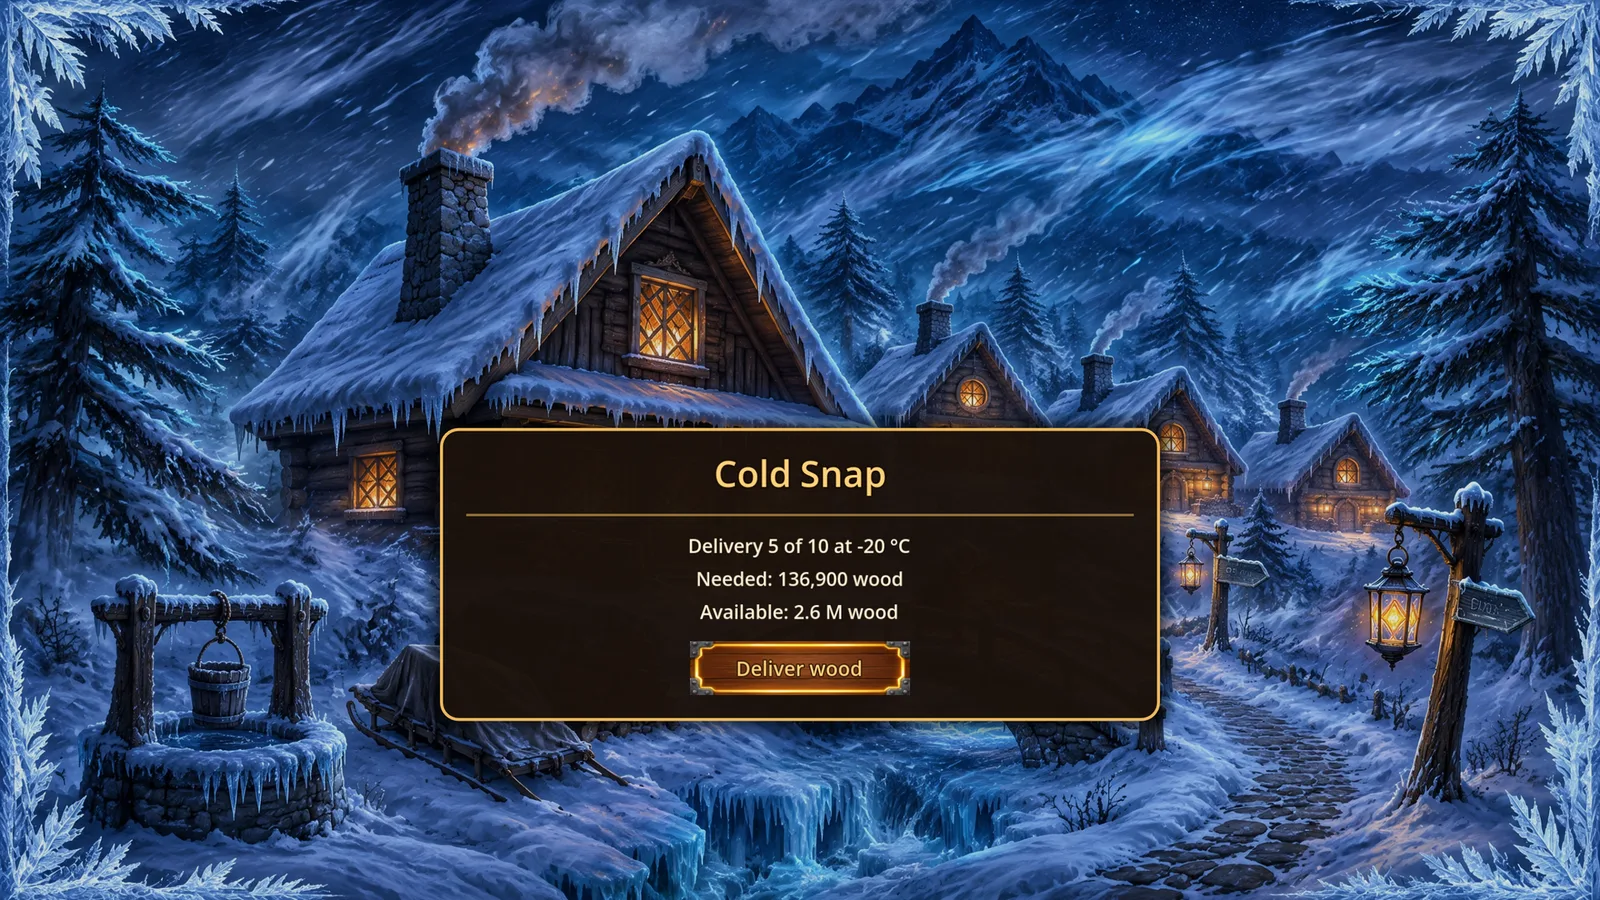 Cold Snap
Delivery 5 of 10 at -20 °C
Needed: 136,900 wood
Available: 2.6 M wood
Deliver wood